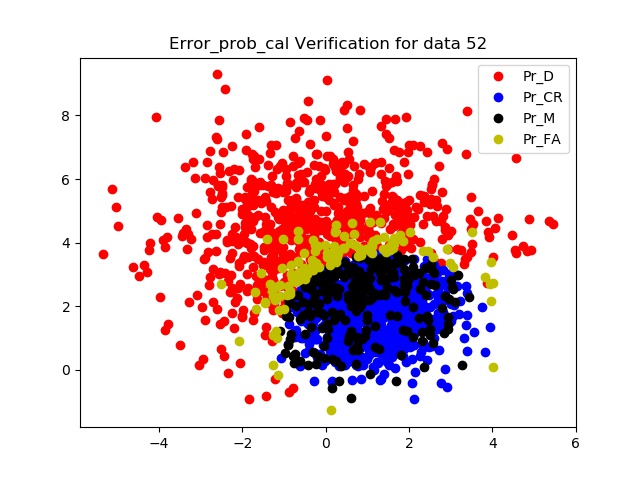 Error_prob_cal Verification for data 52
Pr_D
Pr_CR
Pr_M
Pr_FA
8
6
4
2
0
−4 −2 0 2 4 6